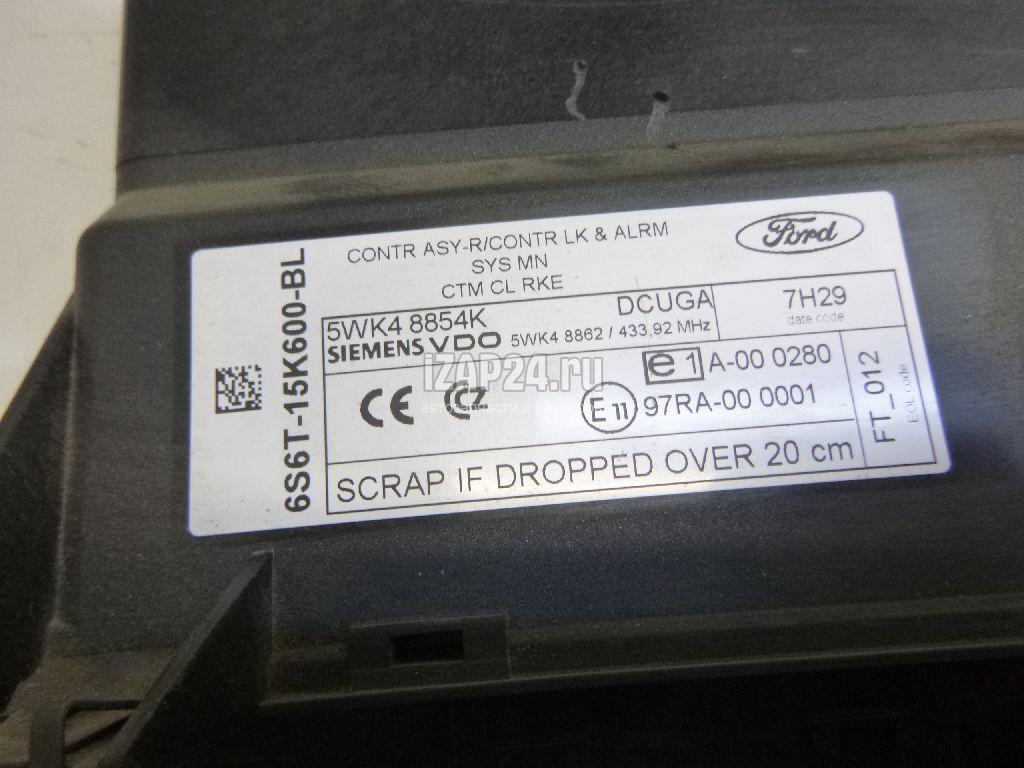 CONTR ASY-R/CONTR LK & ALRM
SYS MN
CTM CL RKE
Ford
6S6T-15K600-BL
5WK4 8854K
DCUGA
7H29
date code
SIEMENS VDO 5WK4 8862 / 433,92 MHz
e1 A-00 0280
CE
E11 97RA-00 0001
FT_012
EOL code
SCRAP IF DROPPED OVER 20 cm
IZAP24.ru